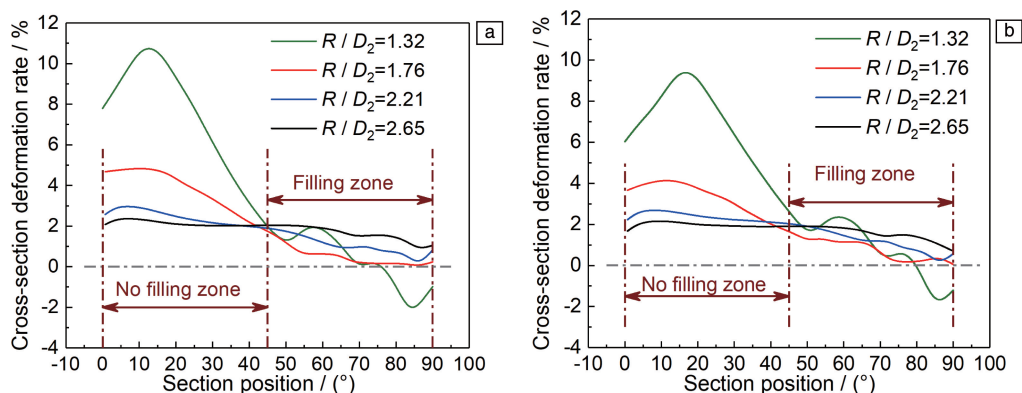 12
10
8
6
4
2
0
-2
-4
Cross-section deformation rate / %
a
R / D2=1.32
R / D2=1.76
R / D2=2.21
R / D2=2.65
Filling zone
No filling zone
-10 0 10 20 30 40 50 60 70 80 90 100
Section position / (°)
12
10
8
6
4
2
0
-2
-4
Cross-section deformation rate / %
b
R / D2=1.32
R / D2=1.76
R / D2=2.21
R / D2=2.65
Filling zone
No filling zone
-10 0 10 20 30 40 50 60 70 80 90 100
Section position / (°)